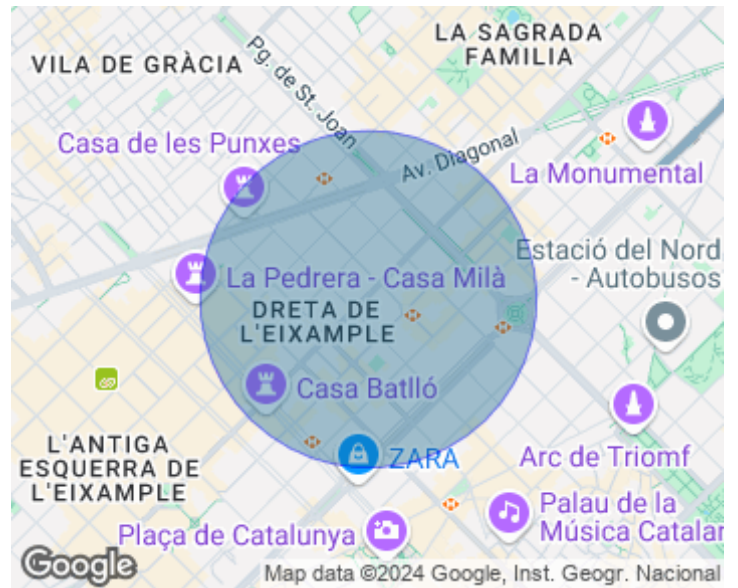 LA SAGRADA
FAMILIA
VILA DE GRÀCIA
Pg. de St. Joan
Casa de les Punxes
Av. Diagonal
La Monumental
Estació del Nord
- Autobusos
La Pedrera - Casa Milà
DRETA DE
L'EIXAMPLE
Casa Batlló
L'ANTIGA
ESQUERRA DE
L'EIXAMPLE
ZARA
Arc de Triomf
Palau de la
Música Catalar
Plaça de Catalunya
Google
Map data ©2024 Google, Inst. Geogr. Nacional